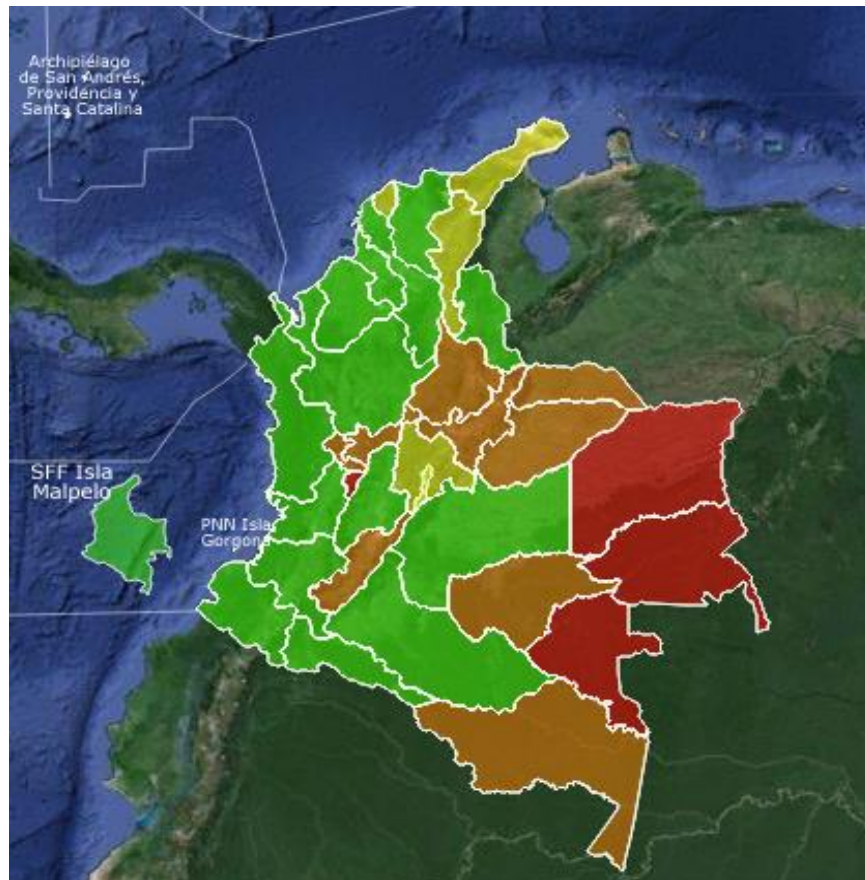 Archipiélago
de San Andrés,
Providencia y
Santa Catalina
SFF Isla
Malpelo
PNN Isla
Gorgona